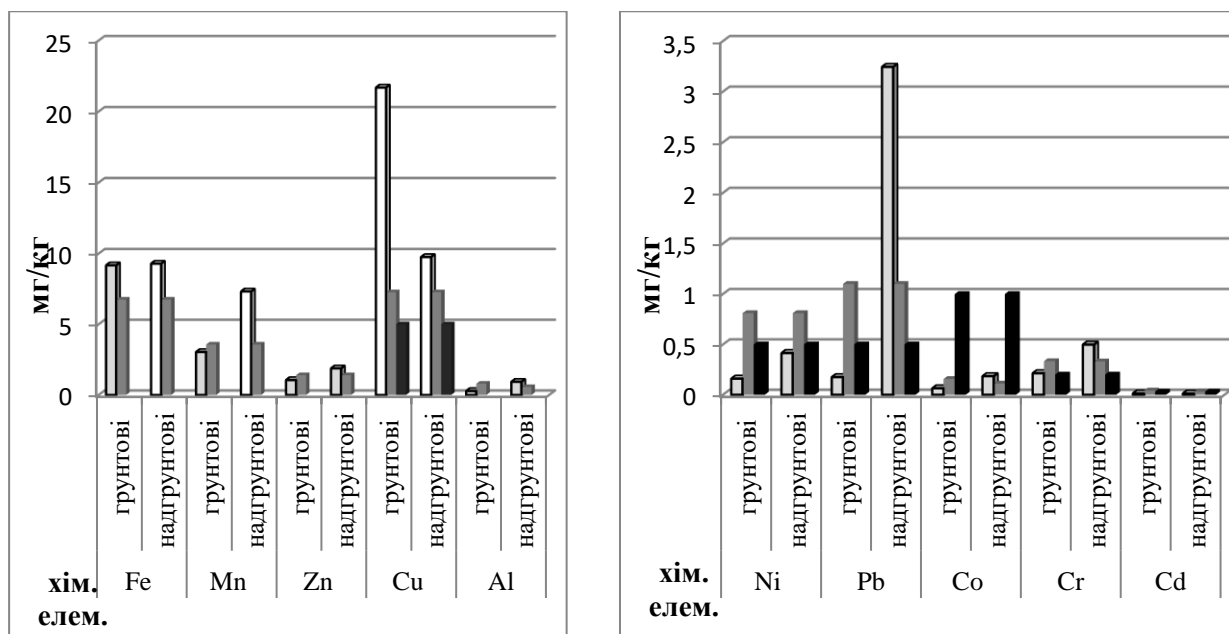 25
20
15
10
5
0
мг/кг
грунтові
надгрунтові
грунтові
надгрунтові
грунтові
надгрунтові
грунтові
надгрунтові
грунтові
надгрунтові
хім.
елем.
Fe Mn Zn Cu Al
3,5
3
2,5
2
1,5
1
0,5
0
мг/кг
грунтові
надгрунтові
грунтові
надгрунтові
грунтові
надгрунтові
грунтові
надгрунтові
грунтові
надгрунтові
хім.
елем.
Ni Pb Co Cr Cd